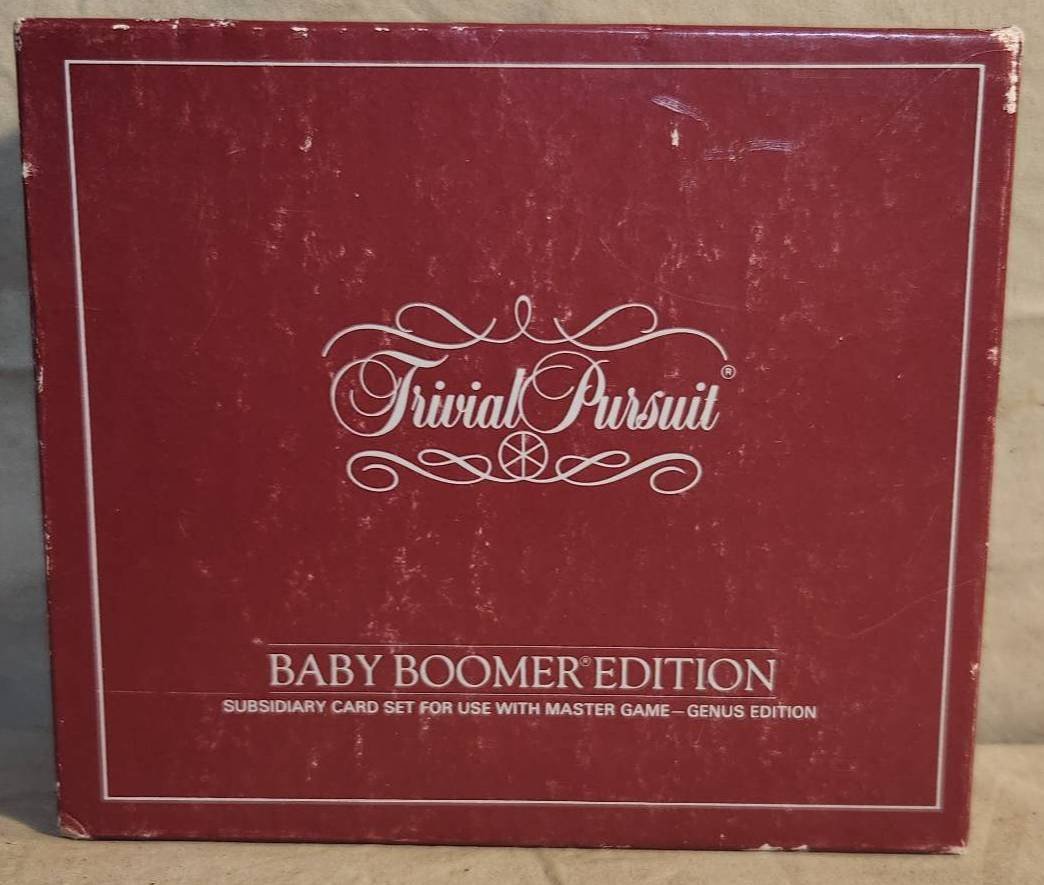 Trivial Pursuit®
BABY BOOMER® EDITION
SUBSIDIARY CARD SET FOR USE WITH MASTER GAME—GENUS EDITION